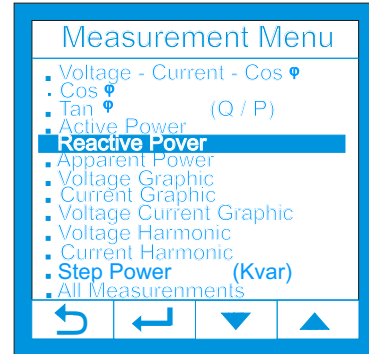 Measurement Menu
Voltage - Current - Cos φ
Cos φ
Tan φ (Q / P)
Active Power
Reactive Pover
Apparent Power
Voltage Graphic
Current Graphic
Voltage Current Graphic
Voltage Harmonic
Current Harmonic
Step Power (Kvar)
All Measurenments